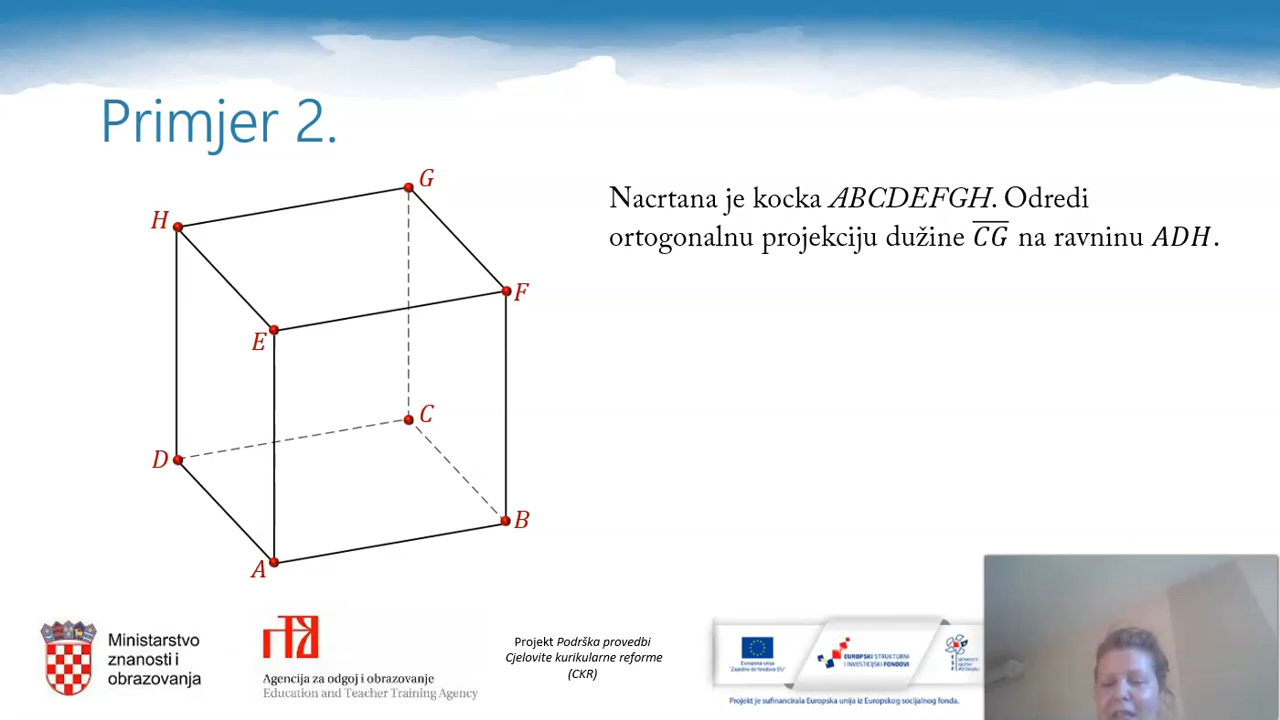 Primjer 2.
G
H
F
E
C
D
B
A
Nacrtana je kocka ABCDEFGH. Odredi
ortogonalnu projekciju dužine CG na ravninu ADH.
Ministarstvo
znanosti i
obrazovanja
Agencija za odgoj i obrazovanje
Education and Teacher Training Agency
Projekt Podrška provedbi
Cjelovite kurikularne reforme
(CKR)
Europska unija
"Zajedno do fondova EU"
EUROPSKI STRUKTURNI
I INVESTICIJSKI FONDOVI
Projekt je sufinancirala Europska unija iz Europskog socijalnog fonda.